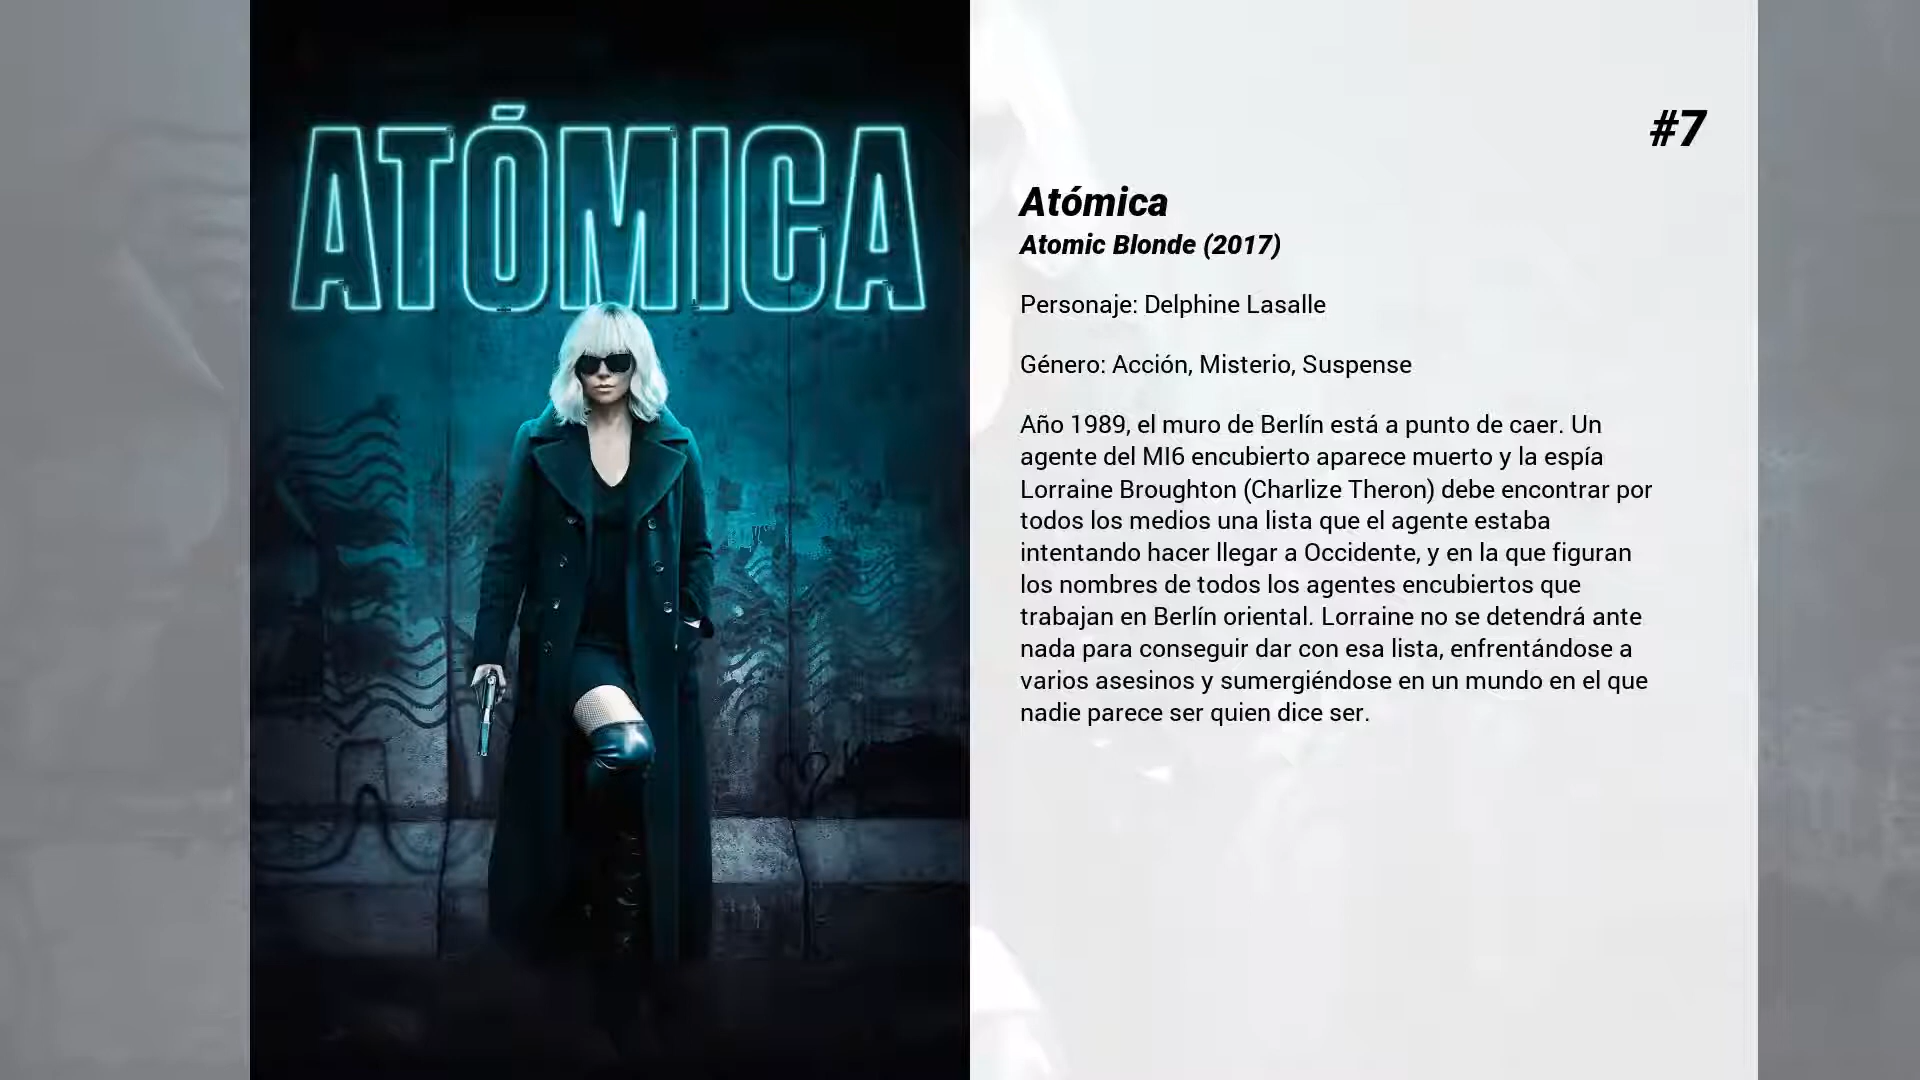 ATÓMICA
#7
Atómica
Atomic Blonde (2017)
Personaje: Delphine Lasalle
Género: Acción, Misterio, Suspense
Año 1989, el muro de Berlín está a punto de caer. Un
agente del MI6 encubierto aparece muerto y la espía
Lorraine Broughton (Charlize Theron) debe encontrar por
todos los medios una lista que el agente estaba
intentando hacer llegar a Occidente, y en la que figuran
los nombres de todos los agentes encubiertos que
trabajan en Berlín oriental. Lorraine no se detendrá ante
nada para conseguir dar con esa lista, enfrentándose a
varios asesinos y sumergiéndose en un mundo en el que
nadie parece ser quien dice ser.